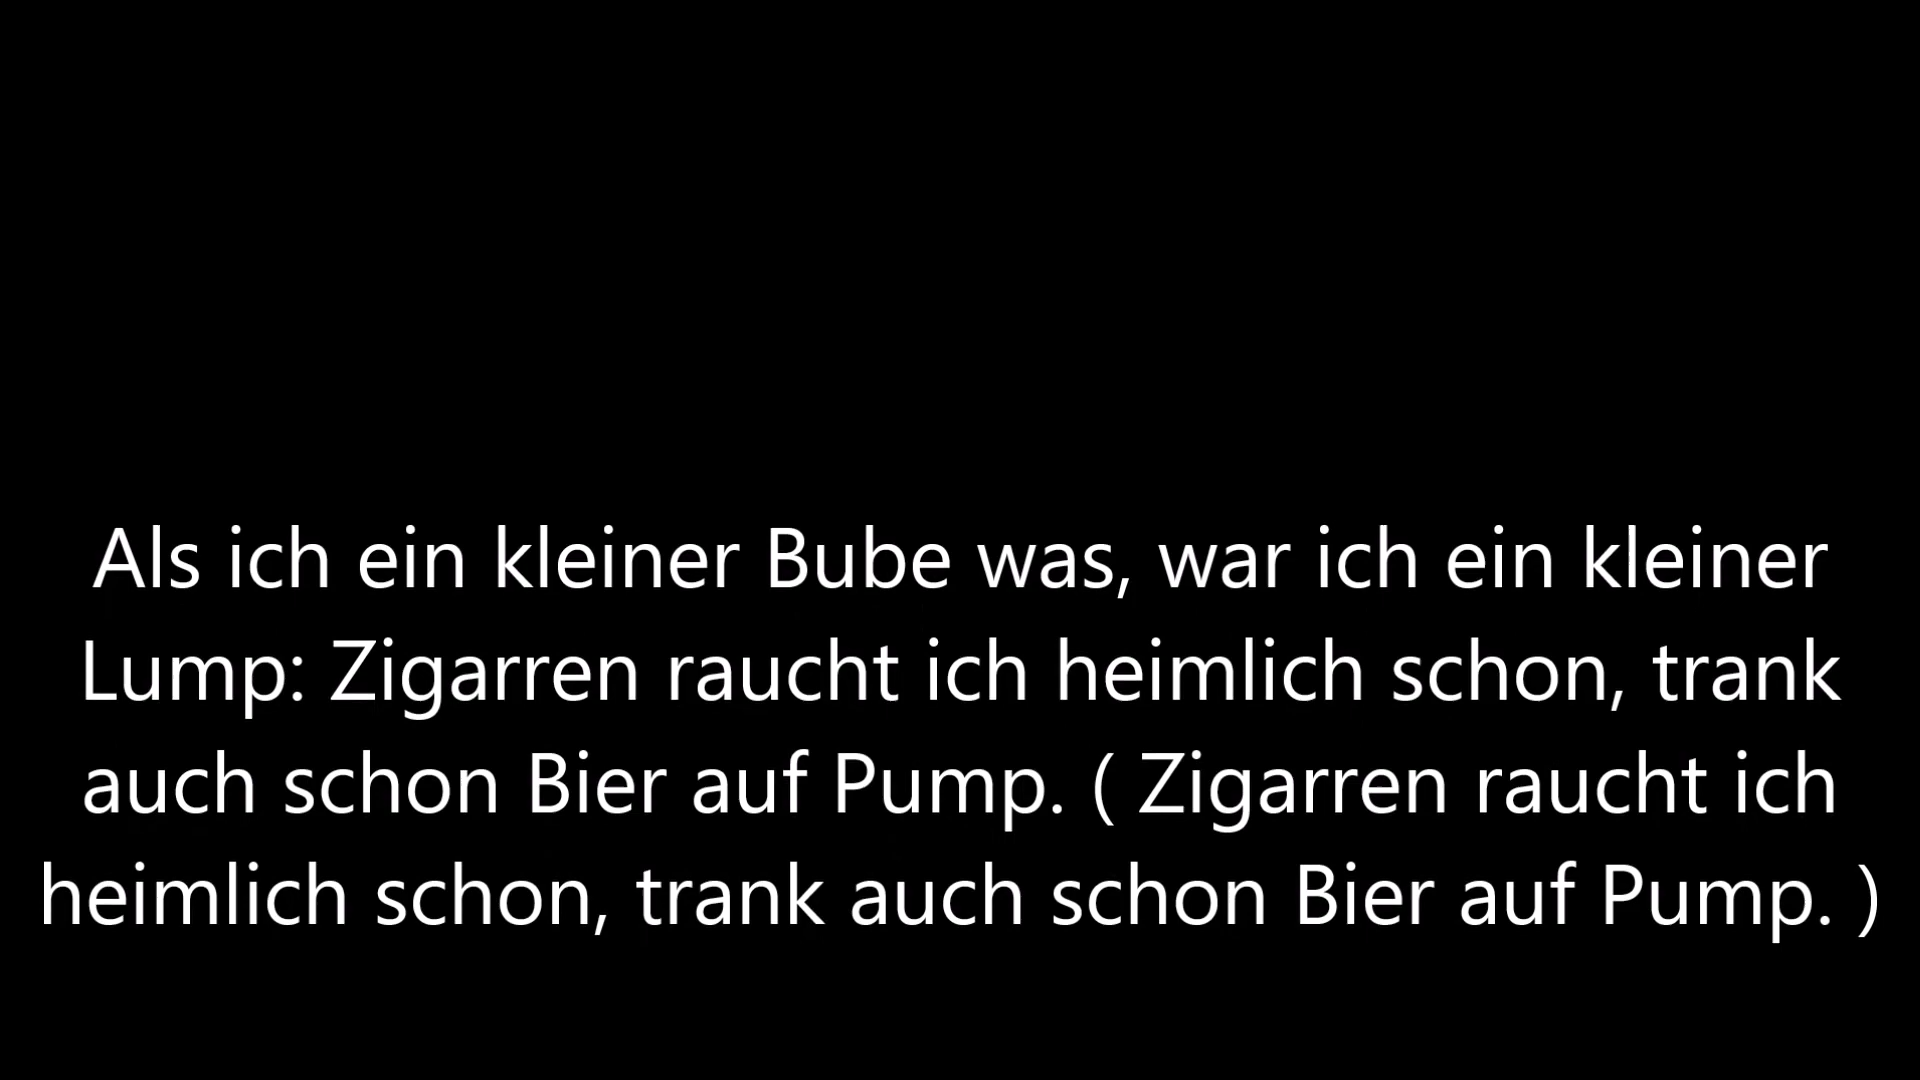 Als ich ein kleiner Bube was, war ich ein kleiner
Lump: Zigarren raucht ich heimlich schon, trank
auch schon Bier auf Pump. ( Zigarren raucht ich
heimlich schon, trank auch schon Bier auf Pump. )